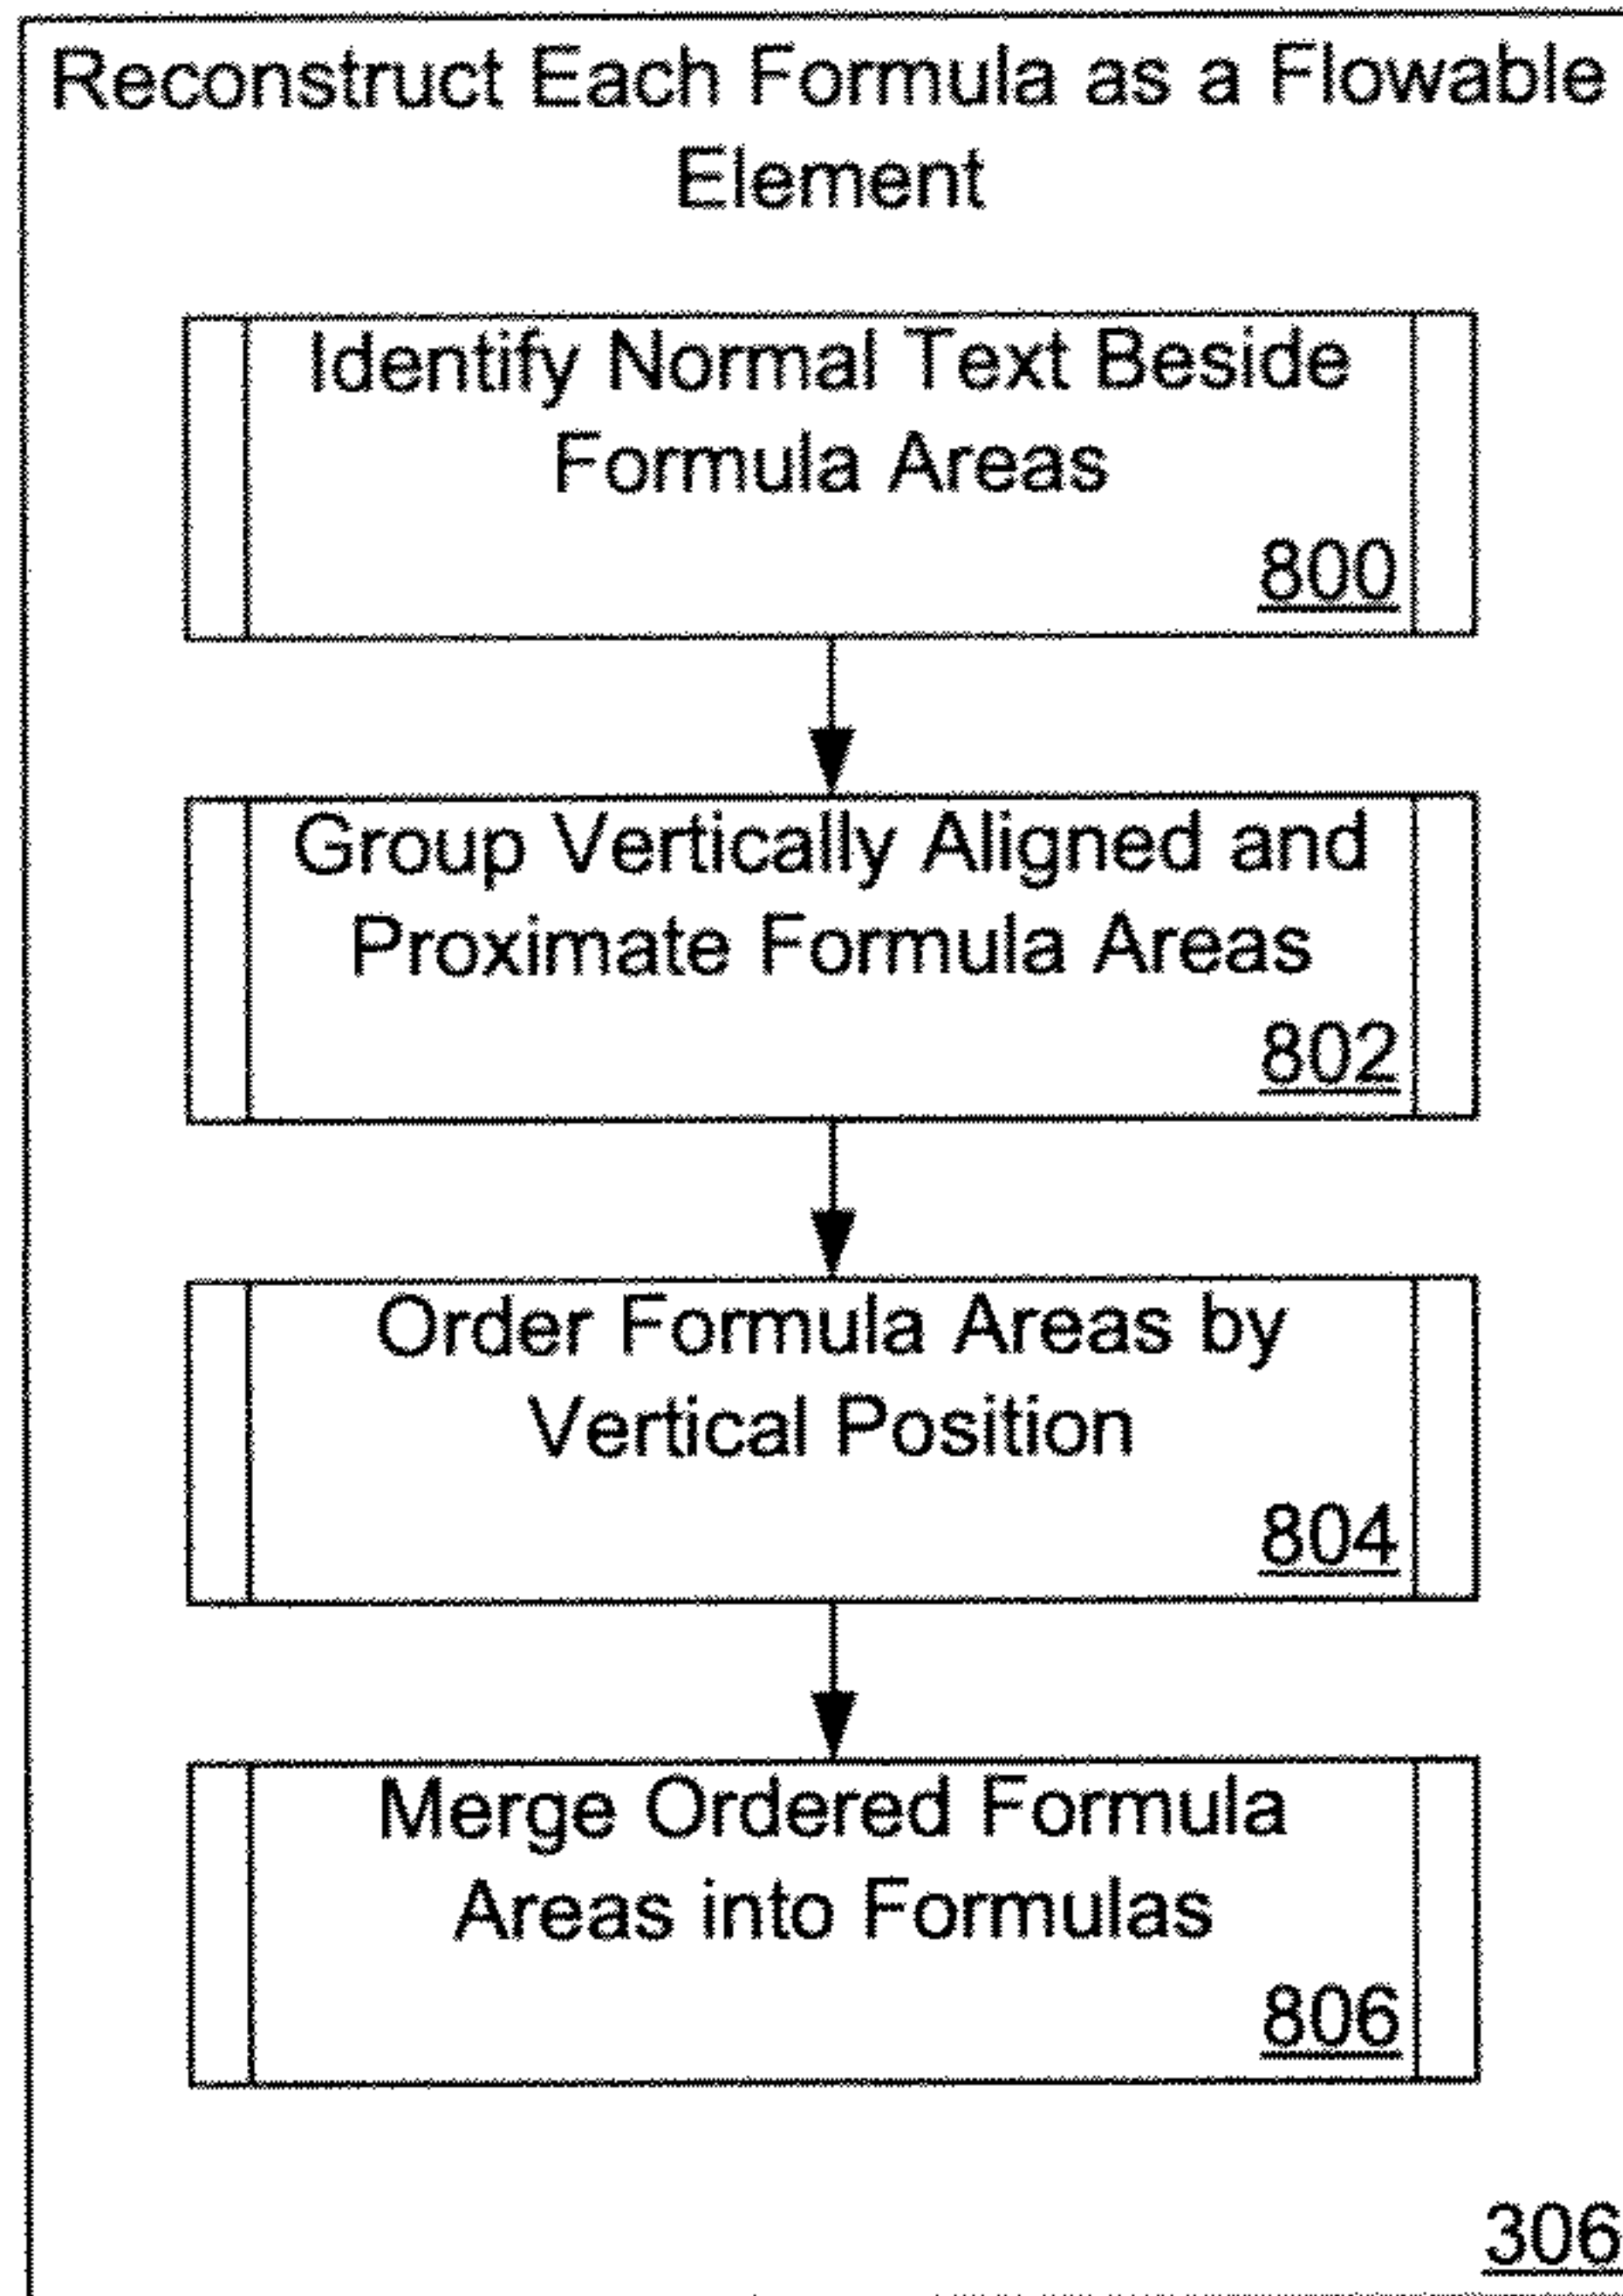 Reconstruct Each Formula as a Flowable
Element
Identify Normal Text Beside
Formula Areas
800
Group Vertically Aligned and
Proximate Formula Areas
802
Order Formula Areas by
Vertical Position
804
Merge Ordered Formula
Areas into Formulas
806
306